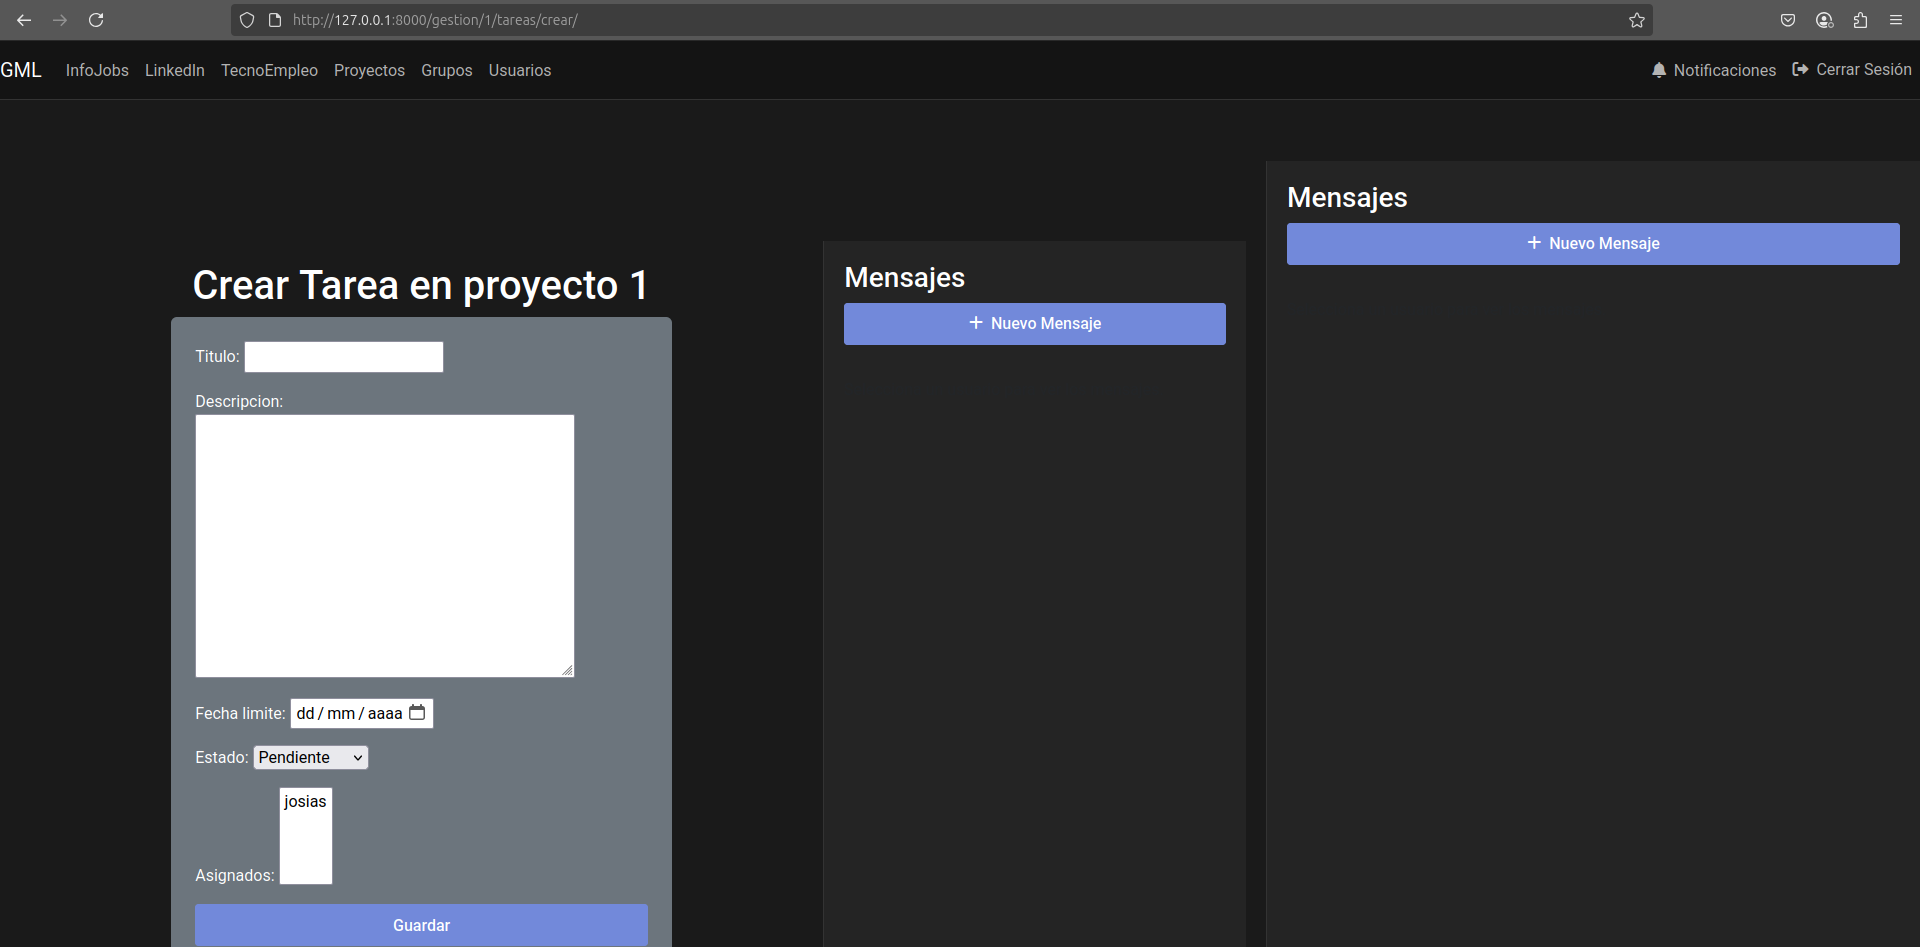 http://127.0.0.1:8000/gestion/1/tareas/crear/
GML InfoJobs LinkedIn TecnoEmpleo Proyectos Grupos Usuarios Notificaciones Cerrar Sesión
Crear Tarea en proyecto 1
Titulo:
Descripcion:
Fecha limite: dd / mm / aaaa
Estado: Pendiente
josias
Asignados:
Guardar
Mensajes
+ Nuevo Mensaje
Mensajes
+ Nuevo Mensaje